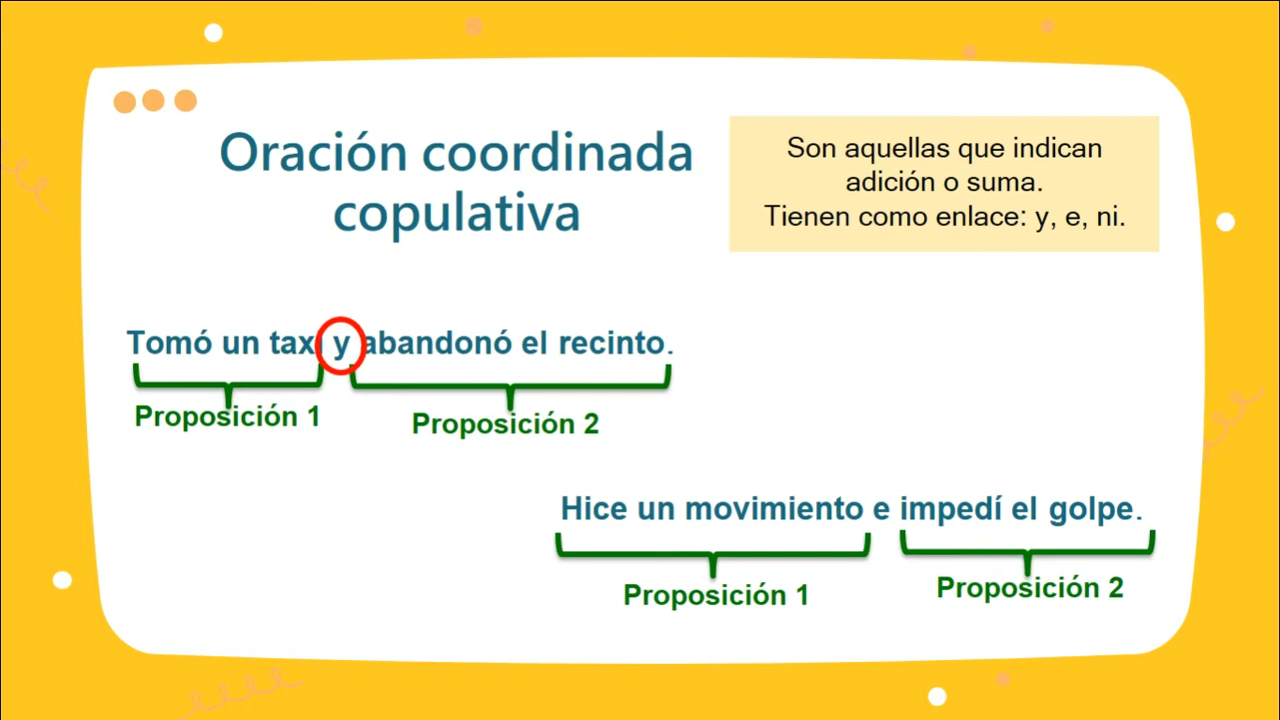 Oración coordinada
copulativa
Son aquellas que indican
adición o suma.
Tienen como enlace: y, e, ni.
Tomó un taxi y abandonó el recinto.
Proposición 1
Proposición 2
Hice un movimiento e impedí el golpe.
Proposición 1
Proposición 2